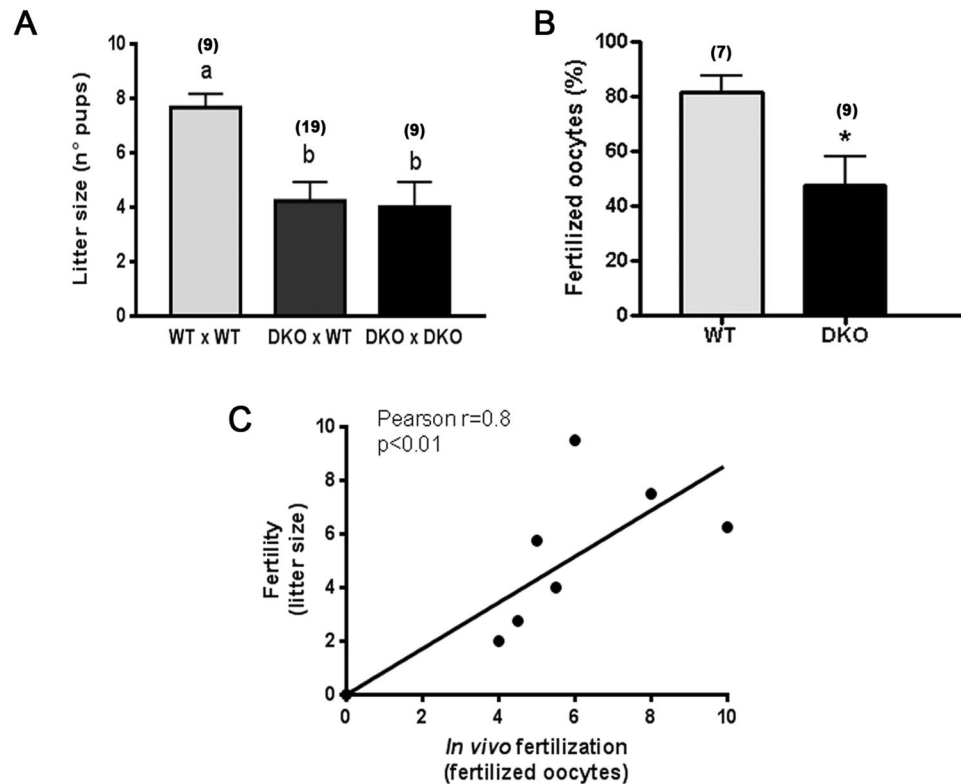 A
Litter size (n° pups)
10
8
6
4
2
0
(9)
a
(19)
b
(9)
b
WT x WT
DKO x WT
DKO x DKO
B
Fertilized oocytes (%)
100
80
60
40
20
0
(7)
(9)
*
WT
DKO
C
Pearson r=0.8
p<0.01
Fertility
(litter size)
10
8
6
4
2
0
0
2
4
6
8
10
In vivo fertilization
(fertilized oocytes)